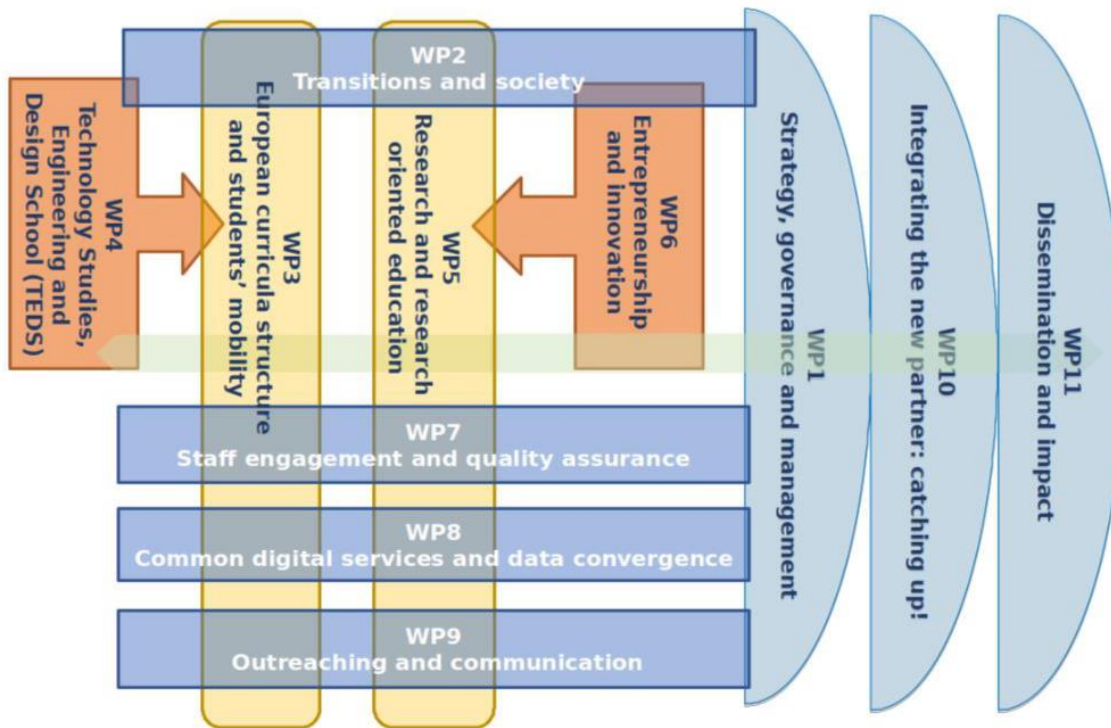 WP2
Transitions and society
WP4
Technology Studies,
Engineering and
Design School (TEDS)
WP3
European curricula structure
and students’ mobility
WP5
Research and research
oriented education
WP6
Entrepreneurship
and innovation
WP7
Staff engagement and quality assurance
WP8
Common digital services and data convergence
WP9
Outreaching and communication
WP1
Strategy, governance and management
WP10
Integrating the new partner: catching up!
WP11
Dissemination and impact